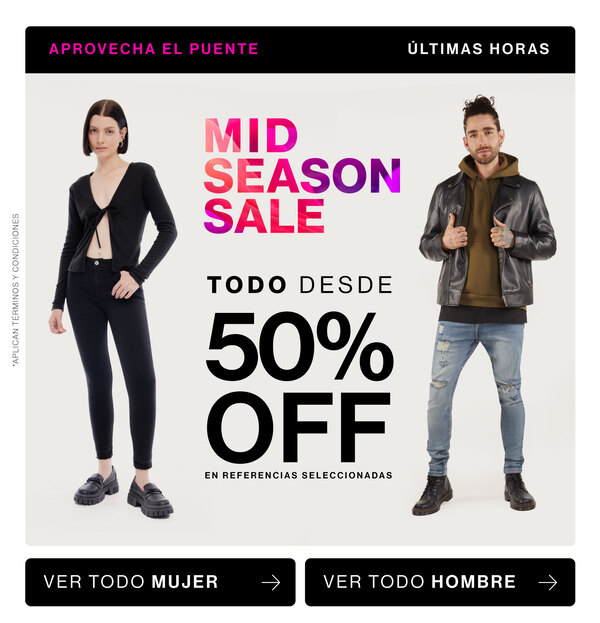 APROVECHA EL PUENTE
ÚLTIMAS HORAS
MID
SEASON
SALE
TODO DESDE
50%
OFF
EN REFERENCIAS SELECCIONADAS
*APLICAN TÉRMINOS Y CONDICIONES
VER TODO MUJER
VER TODO HOMBRE